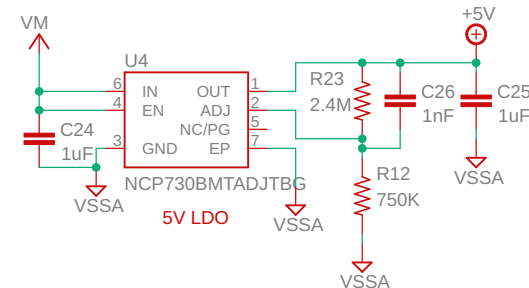 VM
+5V
U4
6 IN OUT 1
4 EN ADJ 2
NC/PG 5
3 GND EP 7
R23
2.4M
C26
1nF
C25
1uF
C24
1uF
NCP730BMTADJTBG
VSSA
5V LDO
VSSA
R12
750K
VSSA
VSSA